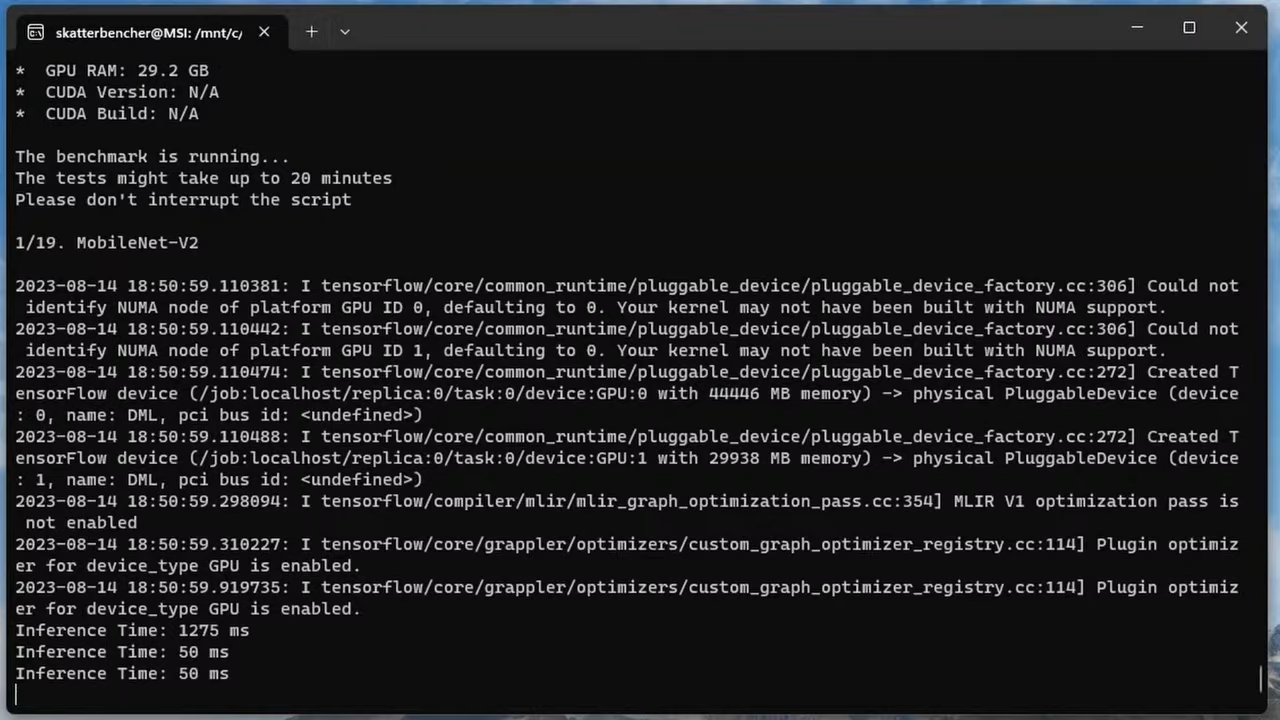 skatterbencher@MSI: /mnt/c/
*  GPU RAM: 29.2 GB
*  CUDA Version: N/A
*  CUDA Build: N/A
The benchmark is running...
The tests might take up to 20 minutes
Please don't interrupt the script
1/19. MobileNet-V2
2023-08-14 18:50:59.110381: I tensorflow/core/common_runtime/pluggable_device/pluggable_device_factory.cc:306] Could not
 identify NUMA node of platform GPU ID 0, defaulting to 0. Your kernel may not have been built with NUMA support.
2023-08-14 18:50:59.110442: I tensorflow/core/common_runtime/pluggable_device/pluggable_device_factory.cc:306] Could not
 identify NUMA node of platform GPU ID 1, defaulting to 0. Your kernel may not have been built with NUMA support.
2023-08-14 18:50:59.110474: I tensorflow/core/common_runtime/pluggable_device/pluggable_device_factory.cc:272] Created T
ensorFlow device (/job:localhost/replica:0/task:0/device:GPU:0 with 44446 MB memory) -> physical PluggableDevice (device
: 0, name: DML, pci bus id: <undefined>)
2023-08-14 18:50:59.110488: I tensorflow/core/common_runtime/pluggable_device/pluggable_device_factory.cc:272] Created T
ensorFlow device (/job:localhost/replica:0/task:0/device:GPU:1 with 29938 MB memory) -> physical PluggableDevice (device
: 1, name: DML, pci bus id: <undefined>)
2023-08-14 18:50:59.298094: I tensorflow/compiler/mlir/mlir_graph_optimization_pass.cc:354] MLIR V1 optimization pass is
 not enabled
2023-08-14 18:50:59.310227: I tensorflow/core/grappler/optimizers/custom_graph_optimizer_registry.cc:114] Plugin optimiz
er for device_type GPU is enabled.
2023-08-14 18:50:59.919735: I tensorflow/core/grappler/optimizers/custom_graph_optimizer_registry.cc:114] Plugin optimiz
er for device_type GPU is enabled.
Inference Time: 1275 ms
Inference Time: 50 ms
Inference Time: 50 ms